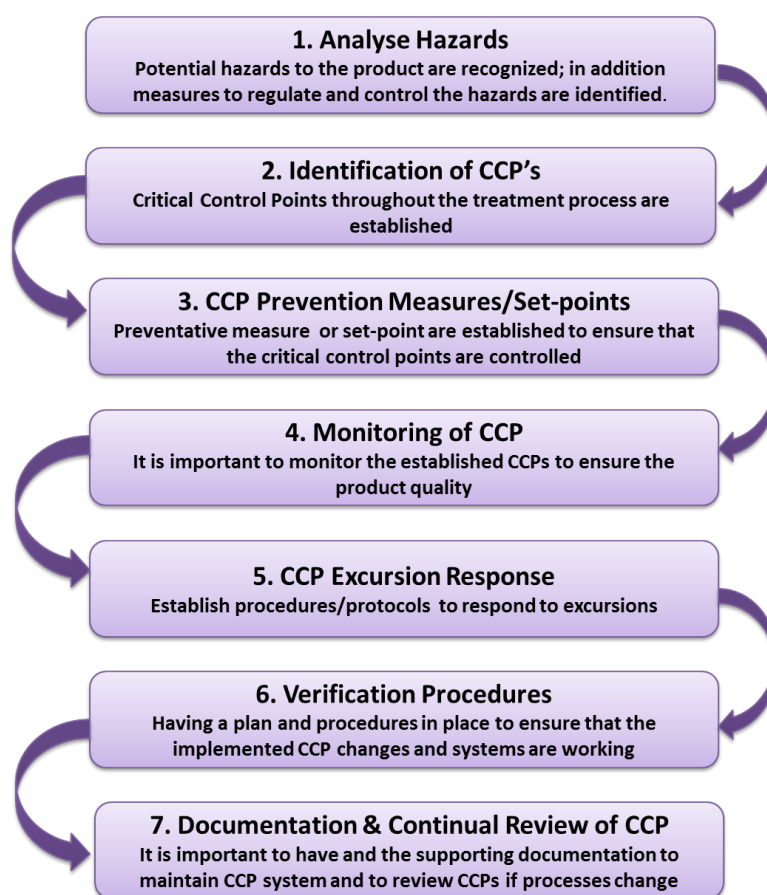 1. Analyse Hazards
Potential hazards to the product are recognized; in addition
measures to regulate and control the hazards are identified.
2. Identification of CCP’s
Critical Control Points throughout the treatment process are
established
3. CCP Prevention Measures/Set-points
Preventative measure or set-point are established to ensure that
the critical control points are controlled
4. Monitoring of CCP
It is important to monitor the established CCPs to ensure the
product quality
5. CCP Excursion Response
Establish procedures/protocols to respond to excursions
6. Verification Procedures
Having a plan and procedures in place to ensure that the
implemented CCP changes and systems are working
7. Documentation & Continual Review of CCP
It is important to have and the supporting documentation to
maintain CCP system and to review CCPs if processes change